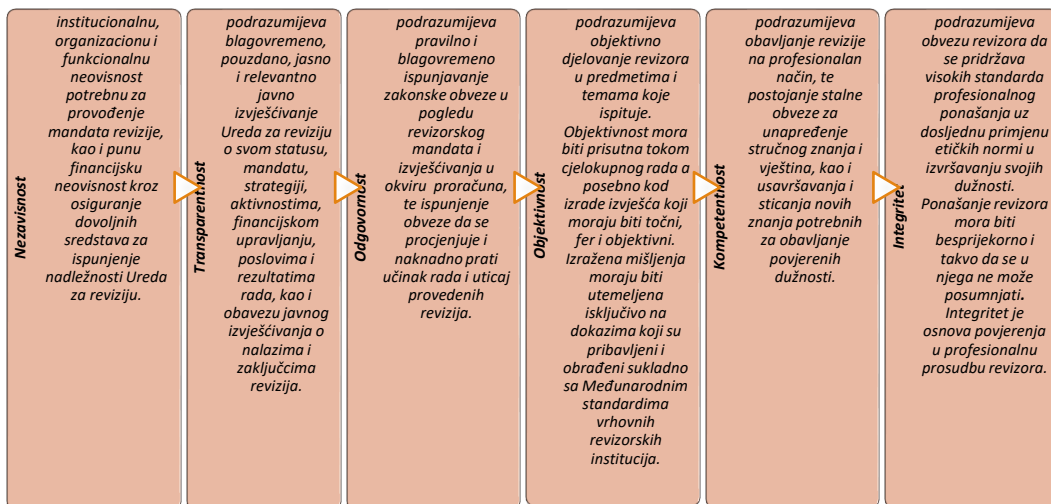 Nezavisnost
institucionalnu,
organizacionu i
funkcionalnu
neovisnost
potrebnu za
provođenje
mandata revizije,
kao i punu
financijsku
neovisnost kroz
osiguranje
dovoljnih
sredstava za
ispunjenje
nadležnosti Ureda
za reviziju.
Transparentnost
podrazumijeva
blagovremeno,
pouzdano, jasno
i relevantno
javno
izvješćivanje
Ureda za reviziju
o svom statusu,
mandatu,
strategiji,
aktivnostima,
financijskom
upravljanju,
poslovima i
rezultatima
rada, kao i
obavezu javnog
izvješćivanja o
nalazima i
zaključcima
revizija.
Odgovornost
podrazumijeva
pravilno i
blagovremeno
ispunjavanje
zakonske obveze u
pogledu
revizorskog
mandata i
izvješćivanja u
okviru proračuna,
te ispunjenje
obveze da se
procjenjuje i
naknadno prati
učinak rada i uticaj
provedenih
revizija.
Objektivnost
podrazumijeva
objektivno
djelovanje revizora
u predmetima i
temama koje
ispituje.
Objektivnost mora
biti prisutna tokom
cjelokupnog rada a
posebno kod
izrade izvješća koji
moraju biti točni,
fer i objektivni.
Izražena mišljenja
moraju biti
utemeljena
isključivo na
dokazima koji su
pribavljeni i
obrađeni sukladno
sa Međunarodnim
standardima
vrhovnih
revizorskih
institucija.
Kompetentnost
podrazumijeva
obavljanje revizije
na profesionalan
način, te
postojanje stalne
obveze za
unapređenje
stručnog znanja i
vještina, kao i
usavršavanja i
sticanja novih
znanja potrebnih
za obavljanje
povjerenih
dužnosti.
Integritet
podrazumijeva
obvezu revizora da
se pridržava
visokih standarda
profesionalnog
ponašanja uz
dosljednu primjenu
etičkih normi u
izvršavanju svojih
dužnosti.
Ponašanje revizora
mora biti
besprijekorno i
takvo da se u
njega ne može
posumnjati.
Integritet je
osnova povjerenja
u profesionalnu
prosudbu revizora.